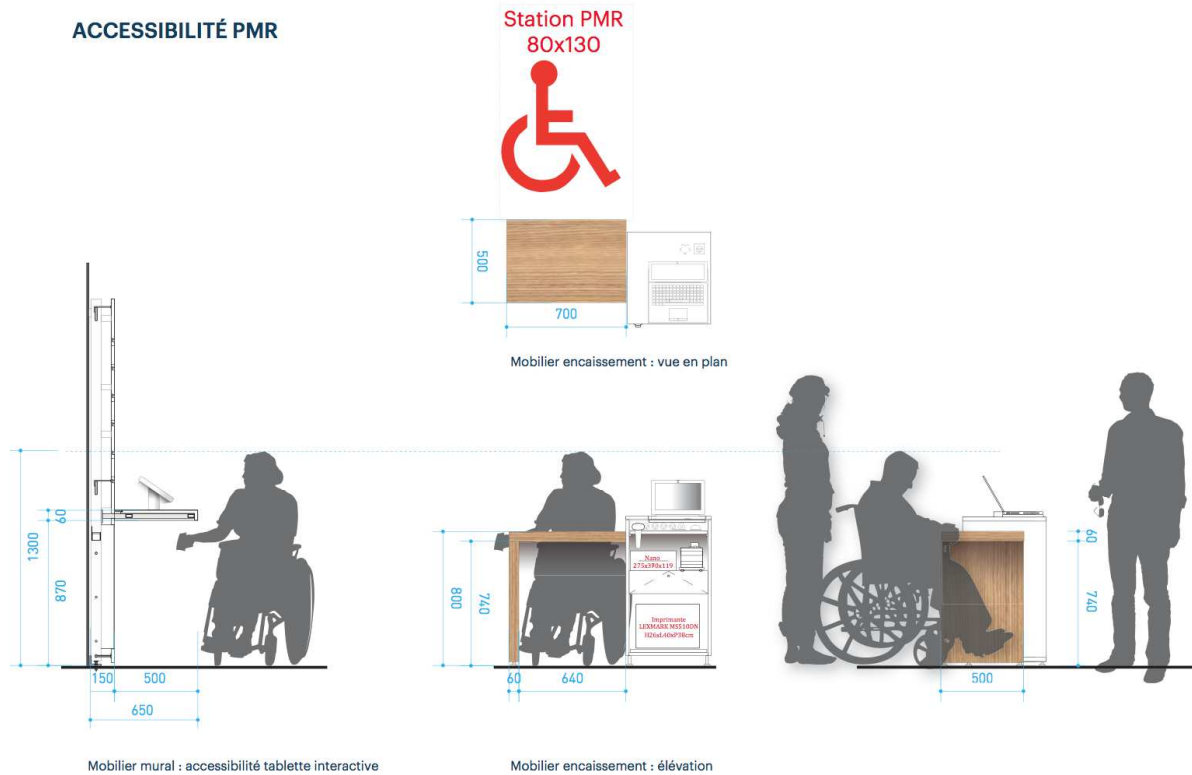 ACCESSIBILITÉ PMR
Station PMR
80x130
500
700
Mobilier encaissement : vue en plan
60
1300
870
150
500
650
Mobilier mural : accessibilité tablette interactive
800
740
Nano
Imprimante
LEXMARK MS510DN
H26xL40xP38cm
60
640
Mobilier encaissement : élévation
60
740
500